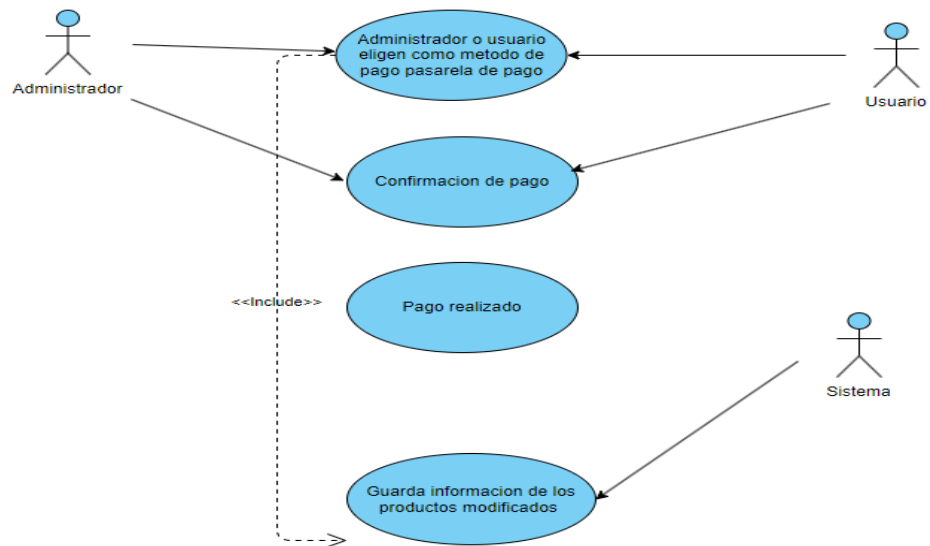 Administrador o usuario
eligen como metodo de
pago pasarela de pago
Administrador
Usuario
Confirmacion de pago
<<Include>>
Pago realizado
Sistema
Guarda informacion de los
productos modificados